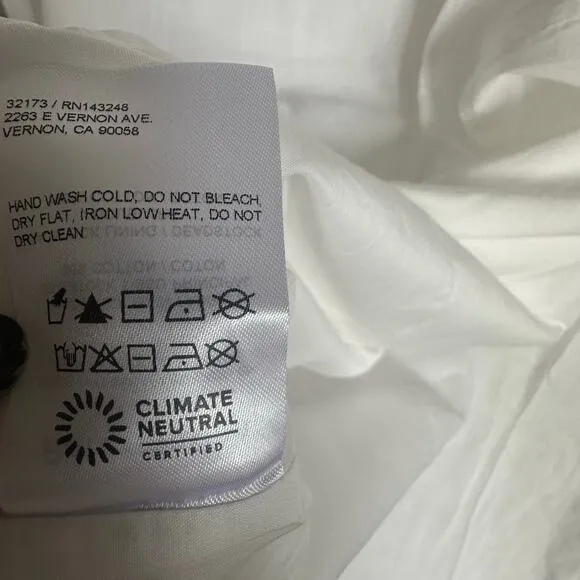 32173 / RN143248
2263 E VERNON AVE.
VERNON, CA 90058
HAND WASH COLD, DO NOT BLEACH,
DRY FLAT, IRON LOW HEAT, DO NOT
DRY CLEAN
CLIMATE
NEUTRAL
CERTIFIED